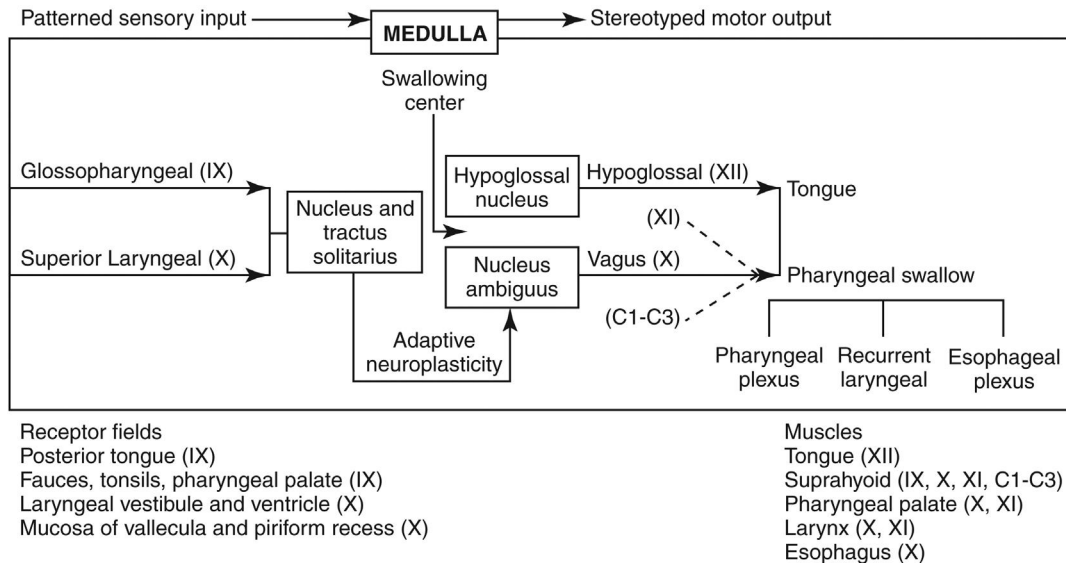 Patterned sensory input
MEDULLA
Stereotyped motor output
Swallowing
center
Glossopharyngeal (IX)
Superior Laryngeal (X)
Nucleus and
tractus
solitarius
Hypoglossal
nucleus
Hypoglossal (XII)
Tongue
(XI)
Nucleus
ambiguus
Vagus (X)
Pharyngeal swallow
(C1-C3)
Adaptive
neuroplasticity
Pharyngeal
plexus
Recurrent
laryngeal
Esophageal
plexus
Receptor fields
Posterior tongue (IX)
Fauces, tonsils, pharyngeal palate (IX)
Laryngeal vestibule and ventricle (X)
Mucosa of vallecula and piriform recess (X)
Muscles
Tongue (XII)
Suprahyoid (IX, X, XI, C1-C3)
Pharyngeal palate (X, XI)
Larynx (X, XI)
Esophagus (X)